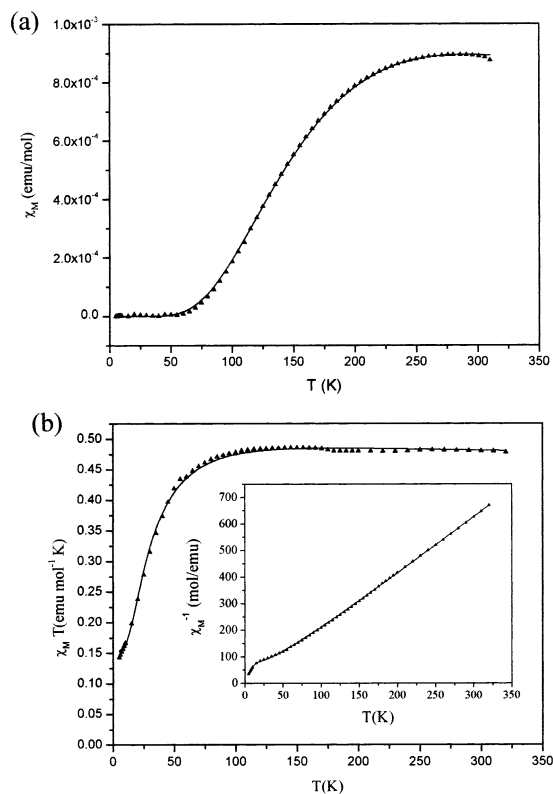 (a)
1.0x10⁻³
8.0x10⁻⁴
6.0x10⁻⁴
4.0x10⁻⁴
2.0x10⁻⁴
0.0
χM (emu/mol)
0 50 100 150 200 250 300 350
T (K)
(b)
0.50
0.45
0.40
0.35
0.30
0.25
0.20
0.15
0.10
0.05
0.00
χM T(emu mol⁻¹ K)
700
600
500
400
300
200
100
0
χM⁻¹ (mol/emu)
0 50 100 150 200 250 300 350
T(K)
0 50 100 150 200 250 300 350
T(K)